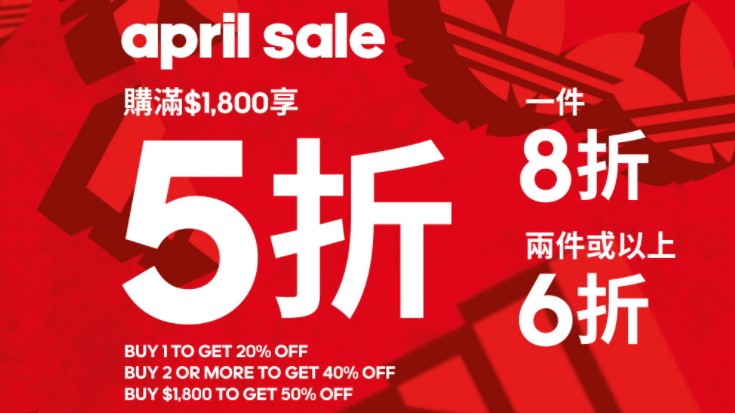 april sale
購滿$1,800享
5折
一件
8折
兩件或以上
6折
BUY 1 TO GET 20% OFF
BUY 2 OR MORE TO GET 40% OFF
BUY $1,800 TO GET 50% OFF